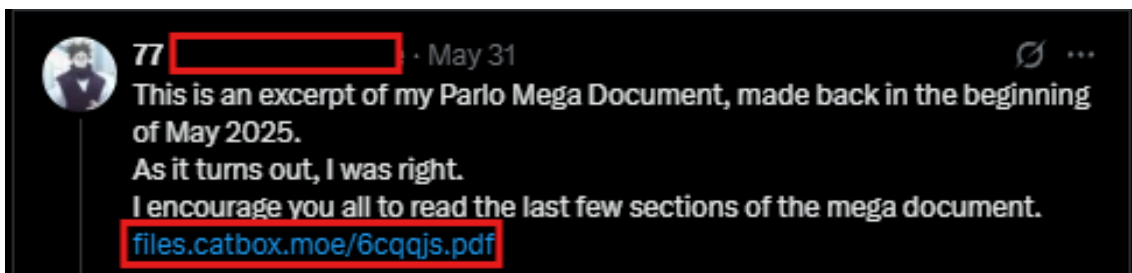 77 · May 31
This is an excerpt of my Parlo Mega Document, made back in the beginning
of May 2025.
As it turns out, I was right.
I encourage you all to read the last few sections of the mega document.
files.catbox.moe/6cqqjs.pdf